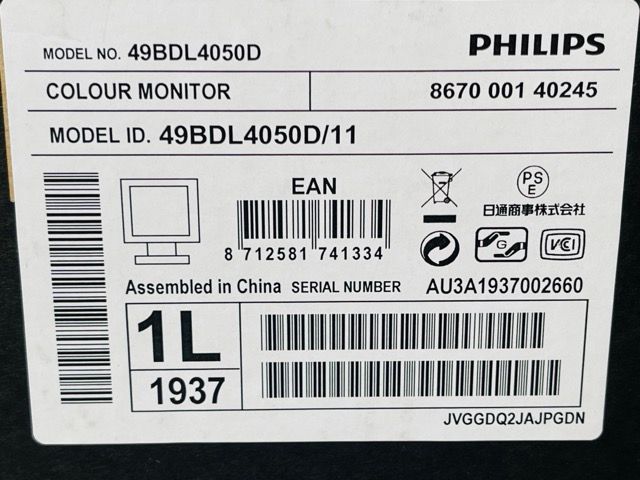 MODEL NO. 49BDL4050D
PHILIPS
COLOUR MONITOR
8670 001 40245
MODEL ID. 49BDL4050D/11
EAN
8 712581 741334
PS
E
日通商事株式会社
G
VCCI
Assembled in China SERIAL NUMBER AU3A1937002660
1L
1937
JVGGDQ2JAJPGDN